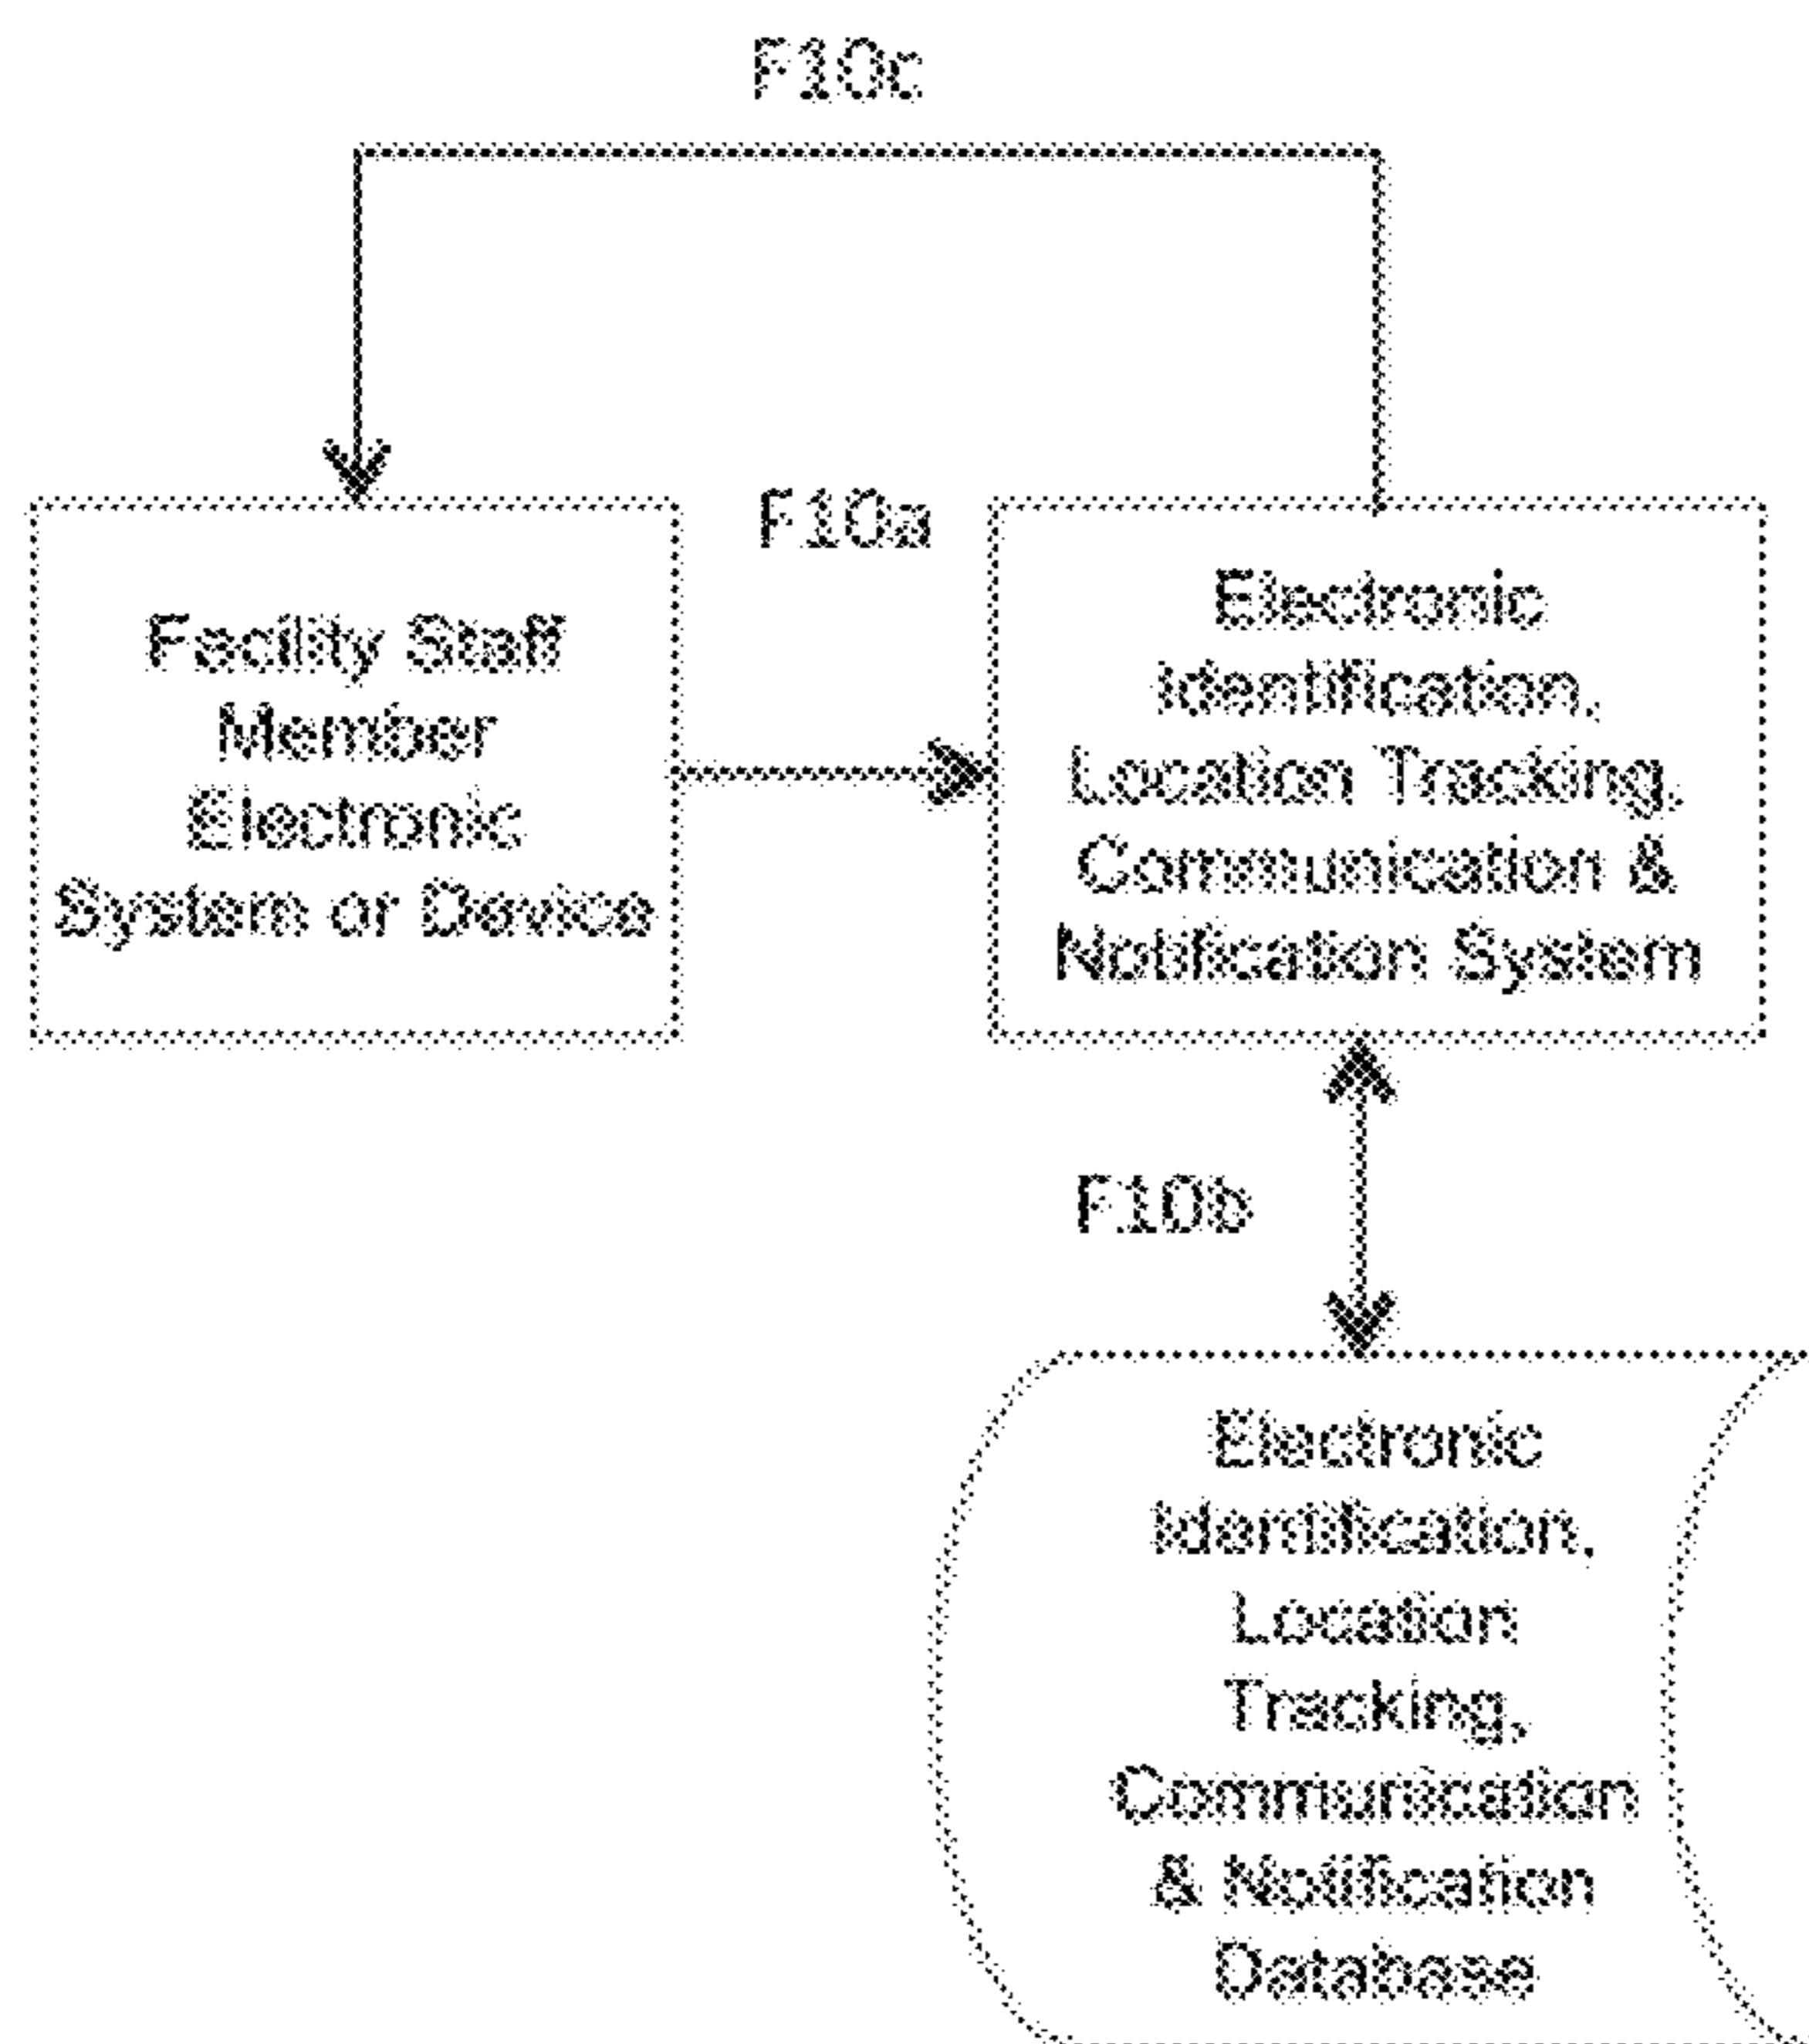 F10c
F10a
Facility Staff
Member
Electronic
System or Device
Electronic
Identification,
Location Tracking,
Communication &
Notification System
F10b
Electronic
Identification,
Location
Tracking,
Communication
& Notification
Database